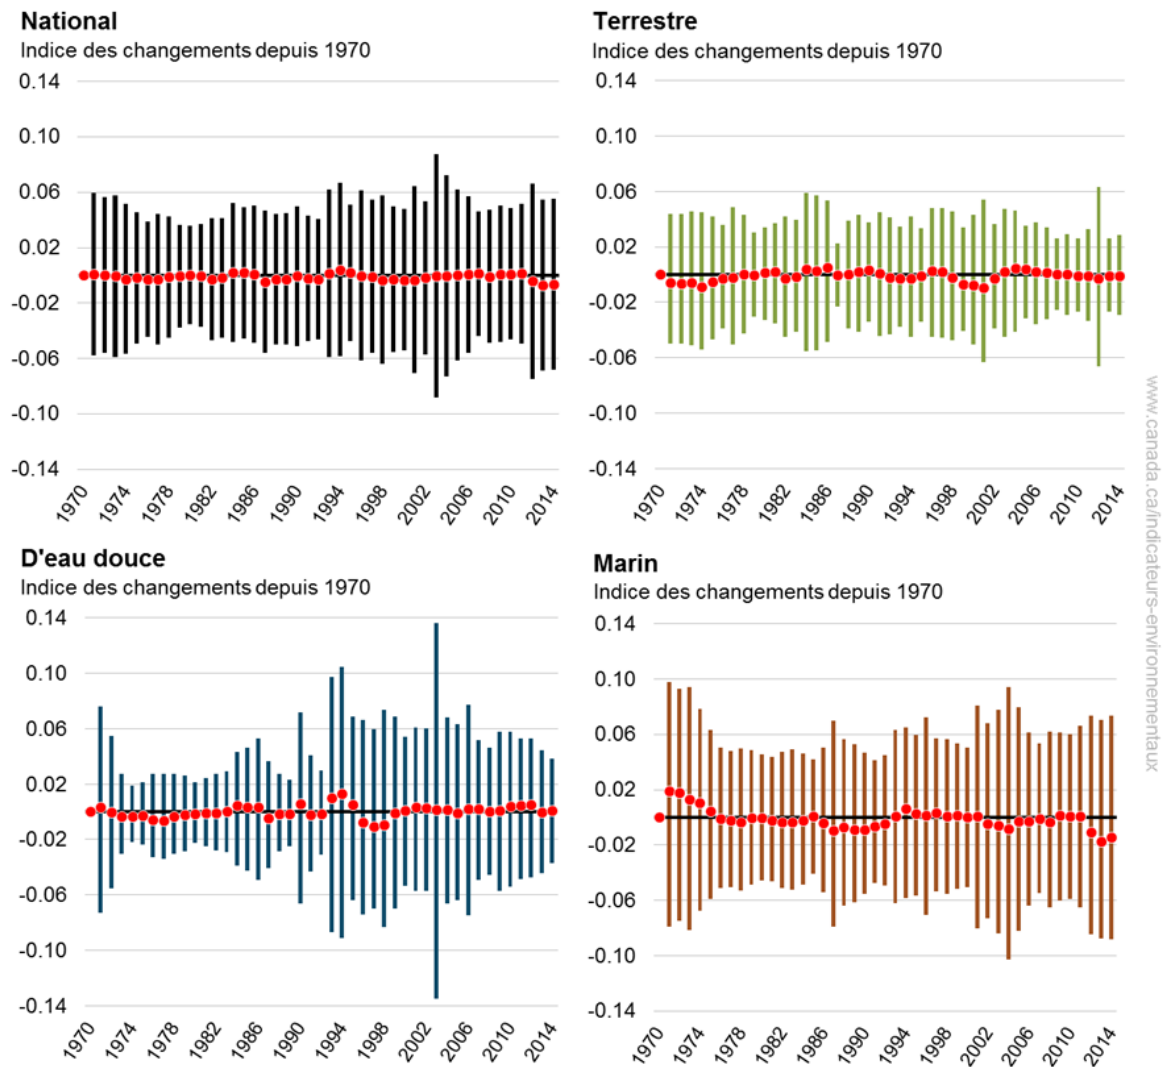 National
Indice des changements depuis 1970
0.14
0.10
0.06
0.02
-0.02
-0.06
-0.10
-0.14
1970 1974 1978 1982 1986 1990 1994 1998 2002 2006 2010 2014
Terrestre
Indice des changements depuis 1970
0.14
0.10
0.06
0.02
-0.02
-0.06
-0.10
-0.14
1970 1974 1978 1982 1986 1990 1994 1998 2002 2006 2010 2014
D'eau douce
Indice des changements depuis 1970
0.14
0.10
0.06
0.02
-0.02
-0.06
-0.10
-0.14
1970 1974 1978 1982 1986 1990 1994 1998 2002 2006 2010 2014
Marin
Indice des changements depuis 1970
0.14
0.10
0.06
0.02
-0.02
-0.06
-0.10
-0.14
1970 1974 1978 1982 1986 1990 1994 1998 2002 2006 2010 2014
www.canada.ca/indicateurs-environnementaux